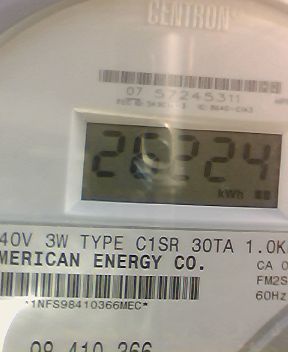 CENTRON
07 57245311
28224
kWh
40V 3W TYPE C1SR 30TA 1.0K
MERICAN ENERGY CO.
CA 0
FM2S
60Hz
*1NFS98410366MEC*
98 410 366